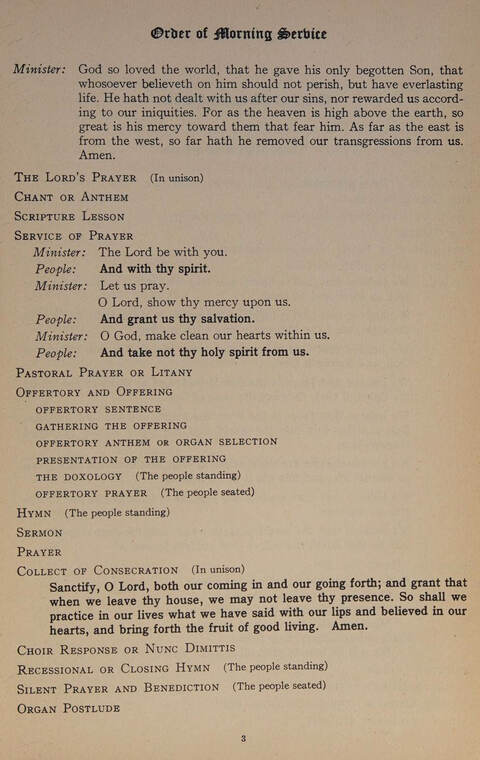 Order of Morning Service
Minister: God so loved the world, that he gave his only begotten Son, that
whosoever believeth on him should not perish, but have everlasting
life. He hath not dealt with us after our sins, nor rewarded us accord-
ing to our iniquities. For as the heaven is high above the earth, so
great is his mercy toward them that fear him. As far as the east is
from the west, so far hath he removed our transgressions from us.
Amen.
The Lord's Prayer (In unison)
Chant or Anthem
Scripture Lesson
Service of Prayer
Minister: The Lord be with you.
People: And with thy spirit.
Minister: Let us pray.
O Lord, show thy mercy upon us.
People: And grant us thy salvation.
Minister: O God, make clean our hearts within us.
People: And take not thy holy spirit from us.
Pastoral Prayer or Litany
Offertory and Offering
offertory sentence
gathering the offering
offertory anthem or organ selection
presentation of the offering
the doxology (The people standing)
offertory prayer (The people seated)
Hymn (The people standing)
Sermon
Prayer
Collect of Consecration (In unison)
Sanctify, O Lord, both our coming in and our going forth; and grant that
when we leave thy house, we may not leave thy presence. So shall we
practice in our lives what we have said with our lips and believed in our
hearts, and bring forth the fruit of good living. Amen.
Choir Response or Nunc Dimittis
Recessional or Closing Hymn (The people standing)
Silent Prayer and Benediction (The people seated)
Organ Postlude
3